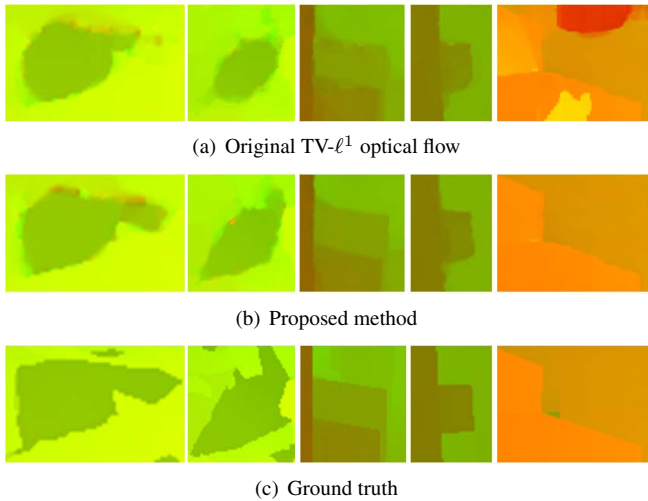 (a) Original TV-ℓ¹ optical flow
(b) Proposed method
(c) Ground truth